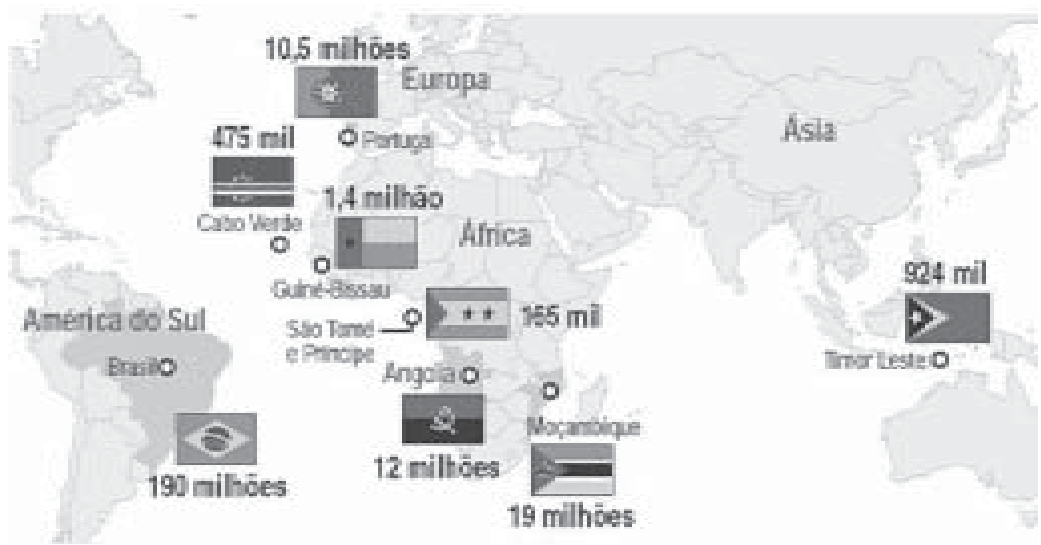 10,5 milhões
Europa
Portugal
Ásia
475 mil
Cabo Verde
1,4 milhão
África
Guiné-Bissau
924 mil
Timor Leste
América do Sul
Brasil
165 mil
São Tomé
e Príncipe
Angola
12 milhões
Moçambique
19 milhões
190 milhões